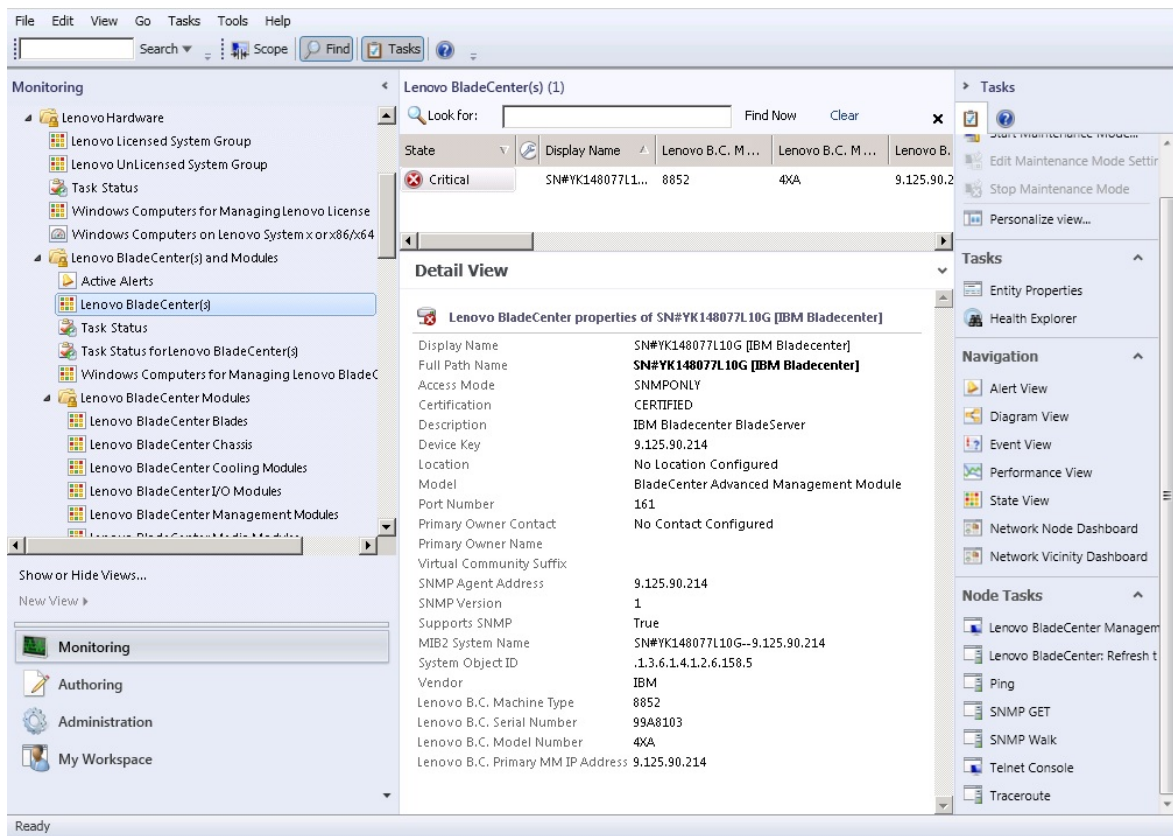 File Edit View Go Tasks Tools Help
Search Scope Find Tasks
Monitoring
Lenovo Hardware
Lenovo Licensed System Group
Lenovo UnLicensed System Group
Task Status
Windows Computers for Managing Lenovo License
Windows Computers on Lenovo System x or x86/x64
Lenovo BladeCenter(s) and Modules
Active Alerts
Lenovo BladeCenter(s)
Task Status
Task Status for Lenovo BladeCenter(s)
Windows Computers for Managing Lenovo BladeC
Lenovo BladeCenter Modules
Lenovo BladeCenter Blades
Lenovo BladeCenter Chassis
Lenovo BladeCenter Cooling Modules
Lenovo BladeCenter I/O Modules
Lenovo BladeCenter Management Modules
Show or Hide Views...
New View
Monitoring
Authoring
Administration
My Workspace
Ready
Lenovo BladeCenter(s) (1)
Look for: Find Now Clear
State Display Name Lenovo B.C. M... Lenovo B.C. M... Lenovo B.
Critical SN#YK148077L1... 8852 4XA 9.125.90.2
Detail View
Lenovo BladeCenter properties of SN#YK148077L10G [IBM Bladecenter]
Display Name SN#YK148077L10G [IBM Bladecenter]
Full Path Name SN#YK148077L10G [IBM Bladecenter]
Access Mode SNMPONLY
Certification CERTIFIED
Description IBM Bladecenter BladeServer
Device Key 9.125.90.214
Location No Location Configured
Model BladeCenter Advanced Management Module
Port Number 161
Primary Owner Contact No Contact Configured
Primary Owner Name
Virtual Community Suffix
SNMP Agent Address 9.125.90.214
SNMP Version 1
Supports SNMP True
MIB2 System Name SN#YK148077L10G--9.125.90.214
System Object ID .1.3.6.1.4.1.2.6.158.5
Vendor IBM
Lenovo B.C. Machine Type 8852
Lenovo B.C. Serial Number 99A8103
Lenovo B.C. Model Number 4XA
Lenovo B.C. Primary MM IP Address 9.125.90.214
Tasks
Start Maintenance Mode...
Edit Maintenance Mode Settir
Stop Maintenance Mode
Personalize view...
Tasks
Entity Properties
Health Explorer
Navigation
Alert View
Diagram View
Event View
Performance View
State View
Network Node Dashboard
Network Vicinity Dashboard
Node Tasks
Lenovo BladeCenter Managem
Lenovo BladeCenter: Refresh t
Ping
SNMP GET
SNMP Walk
Telnet Console
Traceroute